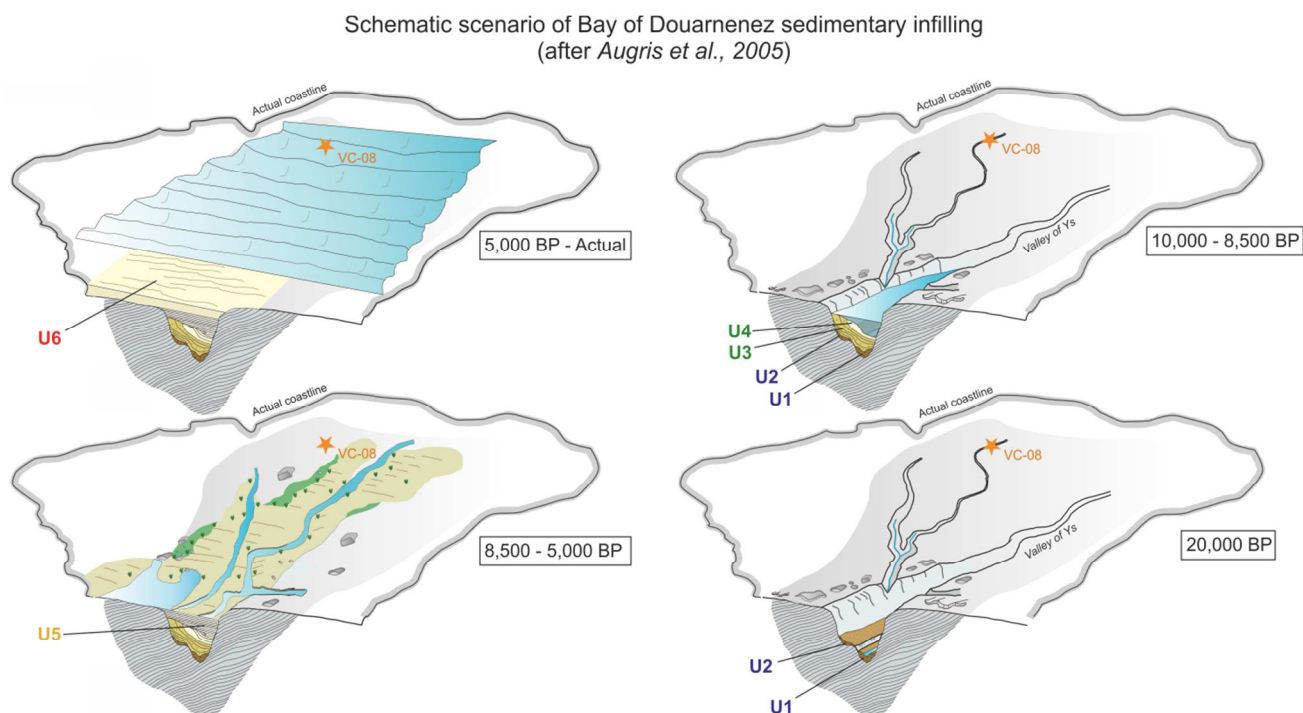 Schematic scenario of Bay of Douarnenez sedimentary infilling
(after Augris et al., 2005)
Actual coastline
VC-08
5,000 BP - Actual
U6
Actual coastline
VC-08
Valley of Ys
10,000 - 8,500 BP
U4
U3
U2
U1
Actual coastline
VC-08
8,500 - 5,000 BP
U5
Actual coastline
VC-08
Valley of Ys
20,000 BP
U2
U1